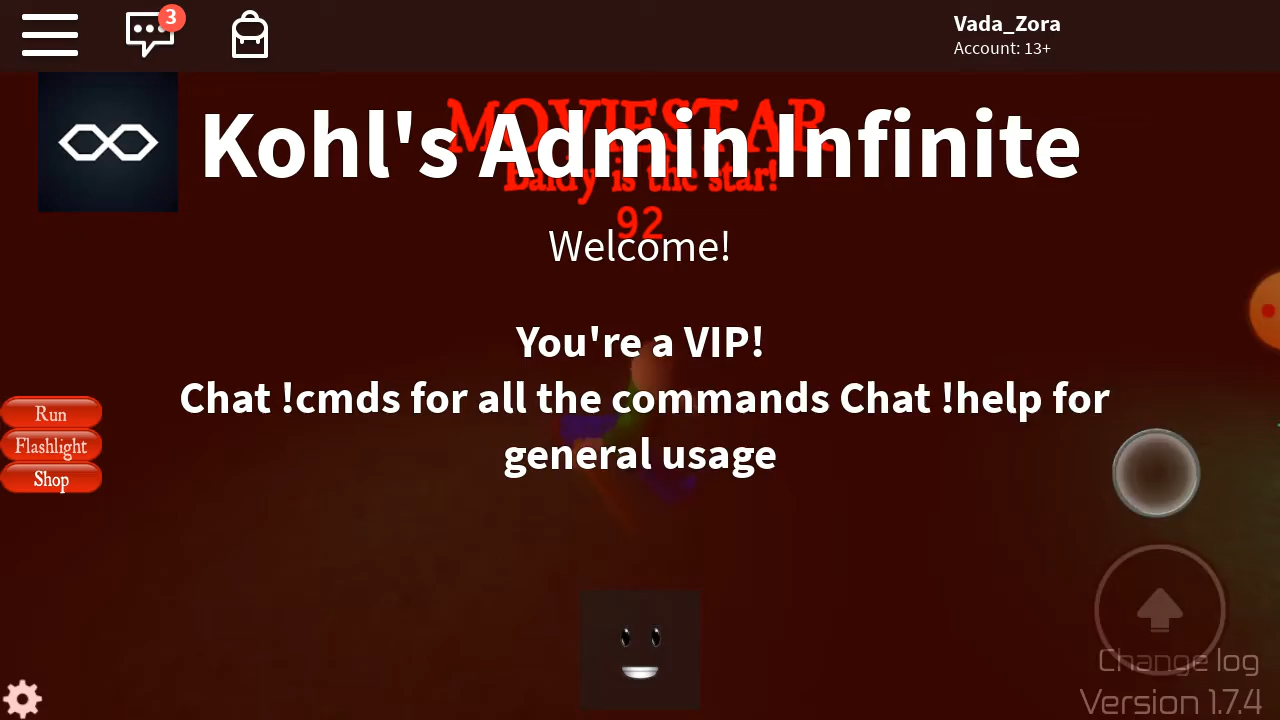 3
Vada_Zora
Account: 13+
MOVIESTAR
Kohl's Admin Infinite
Baldy is the star!
92
Welcome!
You're a VIP!
Chat !cmds for all the commands Chat !help for
general usage
Run
Flashlight
Shop
Change log
Version 1.7.4